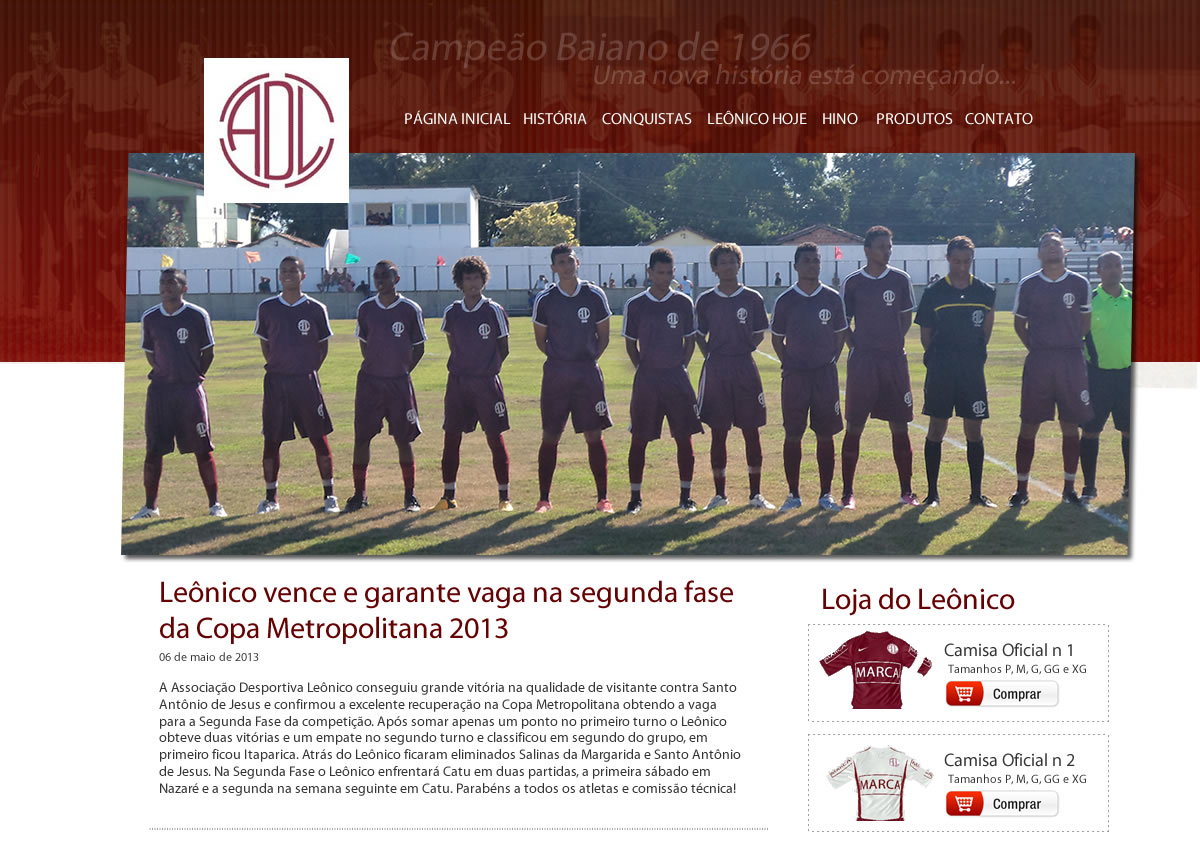 Campeão Baiano de 1966
Uma nova história está começando...
ADL
PÁGINA INICIAL HISTÓRIA CONQUISTAS LEÔNICO HOJE HINO PRODUTOS CONTATO
Leônico vence e garante vaga na segunda fase
da Copa Metropolitana 2013
06 de maio de 2013
A Associação Desportiva Leônico conseguiu grande vitória na qualidade de visitante contra Santo
Antônio de Jesus e confirmou a excelente recuperação na Copa Metropolitana obtendo a vaga
para a Segunda Fase da competição. Após somar apenas um ponto no primeiro turno o Leônico
obteve duas vitórias e um empate no segundo turno e classificou em segundo do grupo, em
primeiro ficou Itaparica. Atrás do Leônico ficaram eliminados Salinas da Margarida e Santo Antônio
de Jesus. Na Segunda Fase o Leônico enfrentará Catu em duas partidas, a primeira sábado em
Nazaré e a segunda na semana seguinte em Catu. Parabéns a todos os atletas e comissão técnica!
Loja do Leônico
MARCA
Camisa Oficial n 1
Tamanhos P, M, G, GG e XG
Comprar
MARCA
Camisa Oficial n 2
Tamanhos P, M, G, GG e XG
Comprar